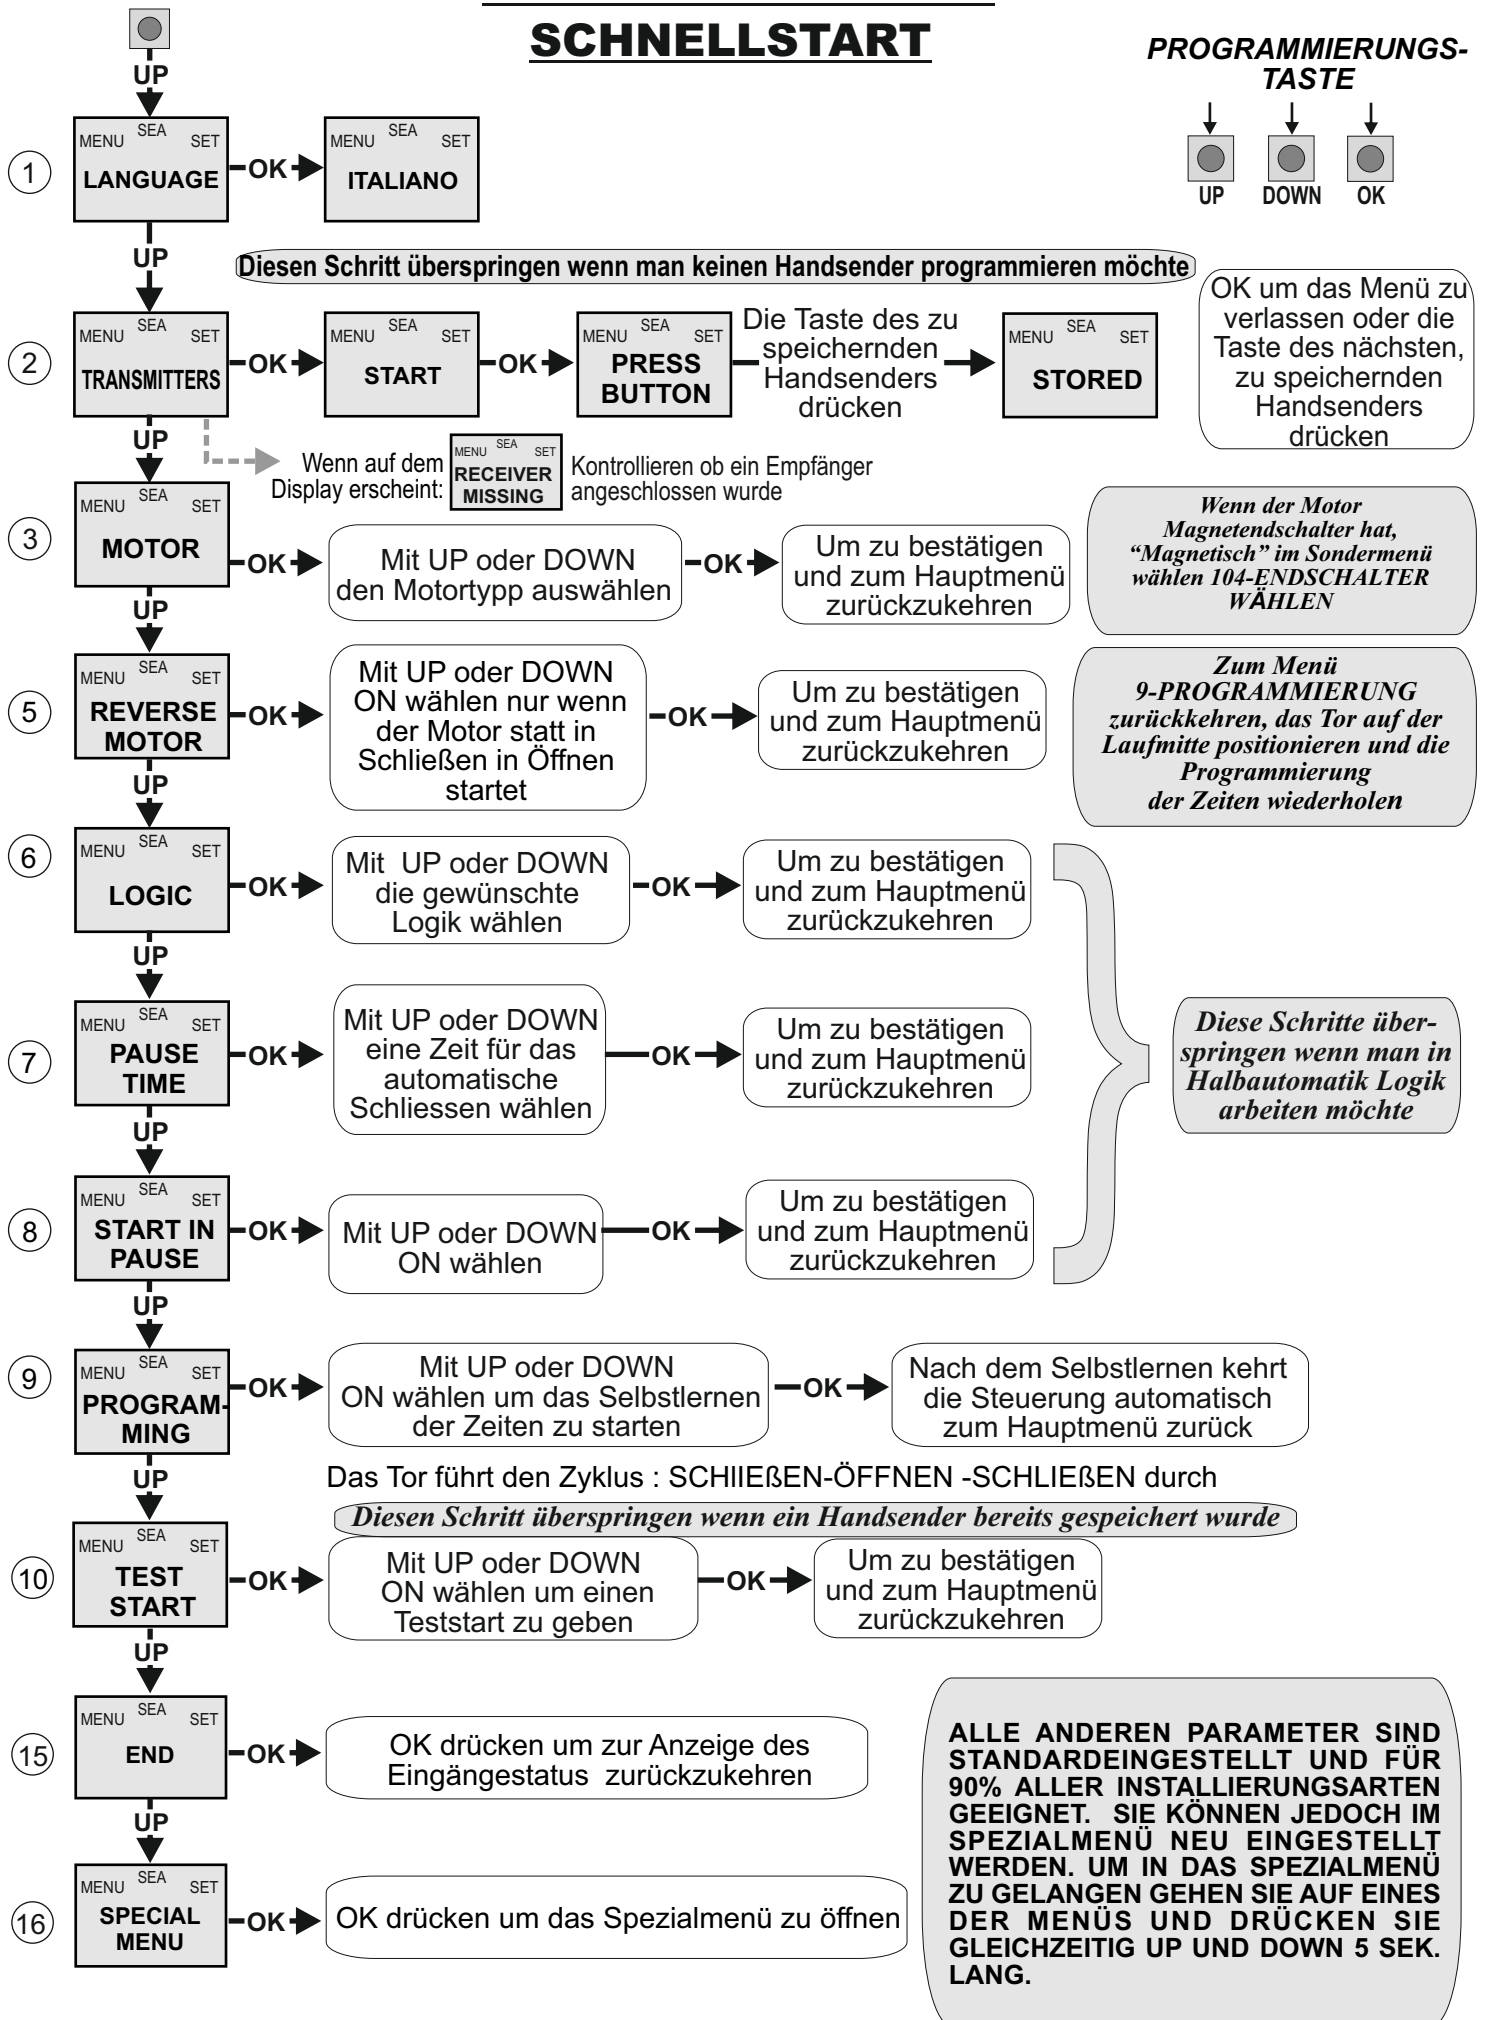 SCHNELLSTART
PROGRAMMIERUNGS-
TASTE
UP
DOWN
OK
UP
1
MENU SEA SET
LANGUAGE
OK
MENU SEA SET
ITALIANO
UP
Diesen Schritt überspringen wenn man keinen Handsender programmieren möchte
2
MENU SEA SET
TRANSMITTERS
OK
MENU SEA SET
START
OK
MENU SEA SET
PRESS
BUTTON
Die Taste des zu
speichernden
Handsenders
drücken
MENU SEA SET
STORED
OK um das Menü zu
verlassen oder die
Taste des nächsten,
zu speichernden
Handsenders
drücken
UP
Wenn auf dem
Display erscheint:
MENU SEA SET
RECEIVER
MISSING
Kontrollieren ob ein Empfänger
angeschlossen wurde
3
MENU SEA SET
MOTOR
OK
Mit UP oder DOWN
den Motortypp auswählen
OK
Um zu bestätigen
und zum Hauptmenü
zurückzukehren
Wenn der Motor
Magnetendschalter hat,
“Magnetisch” im Sondermenü
wählen 104-ENDSCHALTER
WÄHLEN
UP
5
MENU SEA SET
REVERSE
MOTOR
OK
Mit UP oder DOWN
ON wählen nur wenn
der Motor statt in
Schließen in Öffnen
startet
OK
Um zu bestätigen
und zum Hauptmenü
zurückzukehren
Zum Menü
9-PROGRAMMIERUNG
zurückkehren, das Tor auf der
Laufmitte positionieren und die
Programmierung
der Zeiten wiederholen
UP
6
MENU SEA SET
LOGIC
OK
Mit UP oder DOWN
die gewünschte
Logik wählen
OK
Um zu bestätigen
und zum Hauptmenü
zurückzukehren
UP
7
MENU SEA SET
PAUSE
TIME
OK
Mit UP oder DOWN
eine Zeit für das
automatische
Schliessen wählen
OK
Um zu bestätigen
und zum Hauptmenü
zurückzukehren
Diese Schritte über-
springen wenn man in
Halbautomatik Logik
arbeiten möchte
UP
8
MENU SEA SET
START IN
PAUSE
OK
Mit UP oder DOWN
ON wählen
OK
Um zu bestätigen
und zum Hauptmenü
zurückzukehren
UP
9
MENU SEA SET
PROGRAM-
MING
OK
Mit UP oder DOWN
ON wählen um das Selbstlernen
der Zeiten zu starten
OK
Nach dem Selbstlernen kehrt
die Steuerung automatisch
zum Hauptmenü zurück
UP
Das Tor führt den Zyklus : SCHlIEßEN-ÖFFNEN -SCHLIEßEN durch
Diesen Schritt überspringen wenn ein Handsender bereits gespeichert wurde
10
MENU SEA SET
TEST
START
OK
Mit UP oder DOWN
ON wählen um einen
Teststart zu geben
OK
Um zu bestätigen
und zum Hauptmenü
zurückzukehren
UP
15
MENU SEA SET
END
OK
OK drücken um zur Anzeige des
Eingängestatus zurückzukehren
UP
16
MENU SEA SET
SPECIAL
MENU
OK
OK drücken um das Spezialmenü zu öffnen
ALLE ANDEREN PARAMETER SIND
STANDARDEINGESTELLT UND FÜR
90% ALLER INSTALLIERUNGSARTEN
GEEIGNET. SIE KÖNNEN JEDOCH IM
SPEZIALMENÜ NEU EINGESTELLT
WERDEN. UM IN DAS SPEZIALMENÜ
ZU GELANGEN GEHEN SIE AUF EINES
DER MENÜS UND DRÜCKEN SIE
GLEICHZEITIG UP UND DOWN 5 SEK.
LANG.